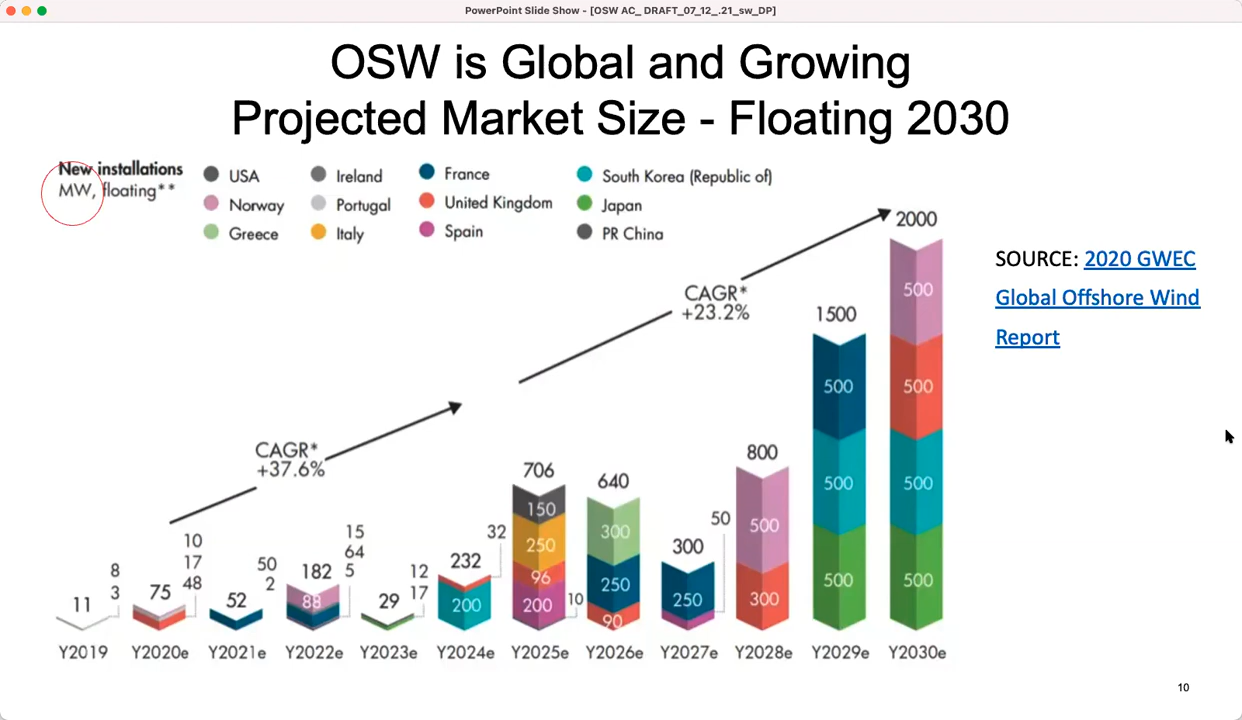 PowerPoint Slide Show - [OSW AC_ DRAFT_07_12_.21_sw_DP]
OSW is Global and Growing
Projected Market Size - Floating 2030
New installations
MW, floating**
USA
Norway
Greece
Ireland
Portugal
Italy
France
United Kingdom
Spain
South Korea (Republic of)
Japan
PR China
SOURCE: 2020 GWEC
Global Offshore Wind
Report
CAGR*
+37.6%
CAGR*
+23.2%
11
8
3
75
10
17
48
52
50
2
182
15
64
5
88
29
12
17
232
32
200
706
150
250
96
200
10
640
300
250
90
300
50
250
800
500
300
1500
500
500
500
2000
500
500
500
500
Y2019 Y2020e Y2021e Y2022e Y2023e Y2024e Y2025e Y2026e Y2027e Y2028e Y2029e Y2030e
10